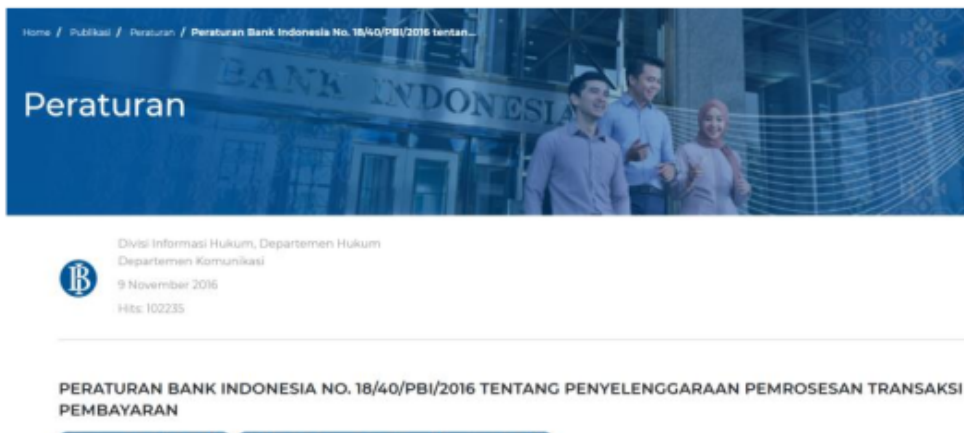 Home / Publikasi / Peraturan / Peraturan Bank Indonesia No. 18/40/PBI/2016 tentan...
BANK INDONESIA
Peraturan
Divisi Informasi Hukum, Departemen Hukum
Departemen Komunikasi
9 November 2016
Hits: 102235
PERATURAN BANK INDONESIA NO. 18/40/PBI/2016 TENTANG PENYELENGGARAAN PEMROSESAN TRANSAKSI
PEMBAYARAN